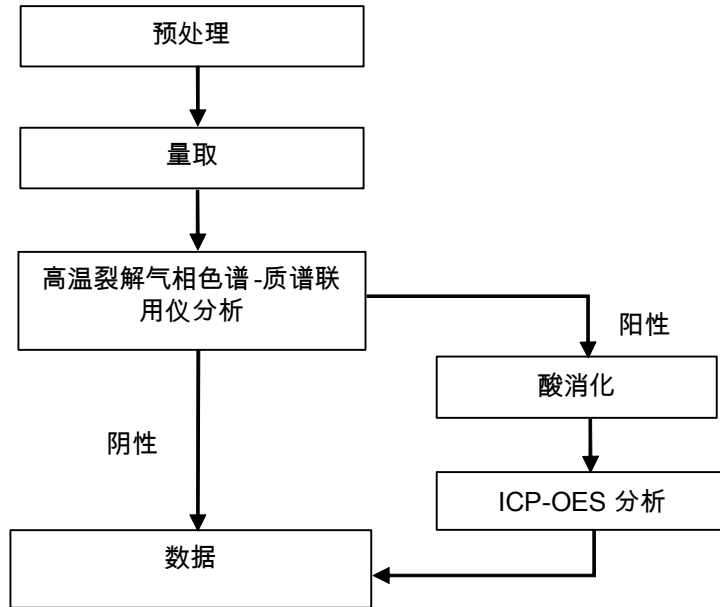 预处理
量取
高温裂解气相色谱-质谱联
用仪分析
阳性
酸消化
阴性
ICP-OES 分析
数据